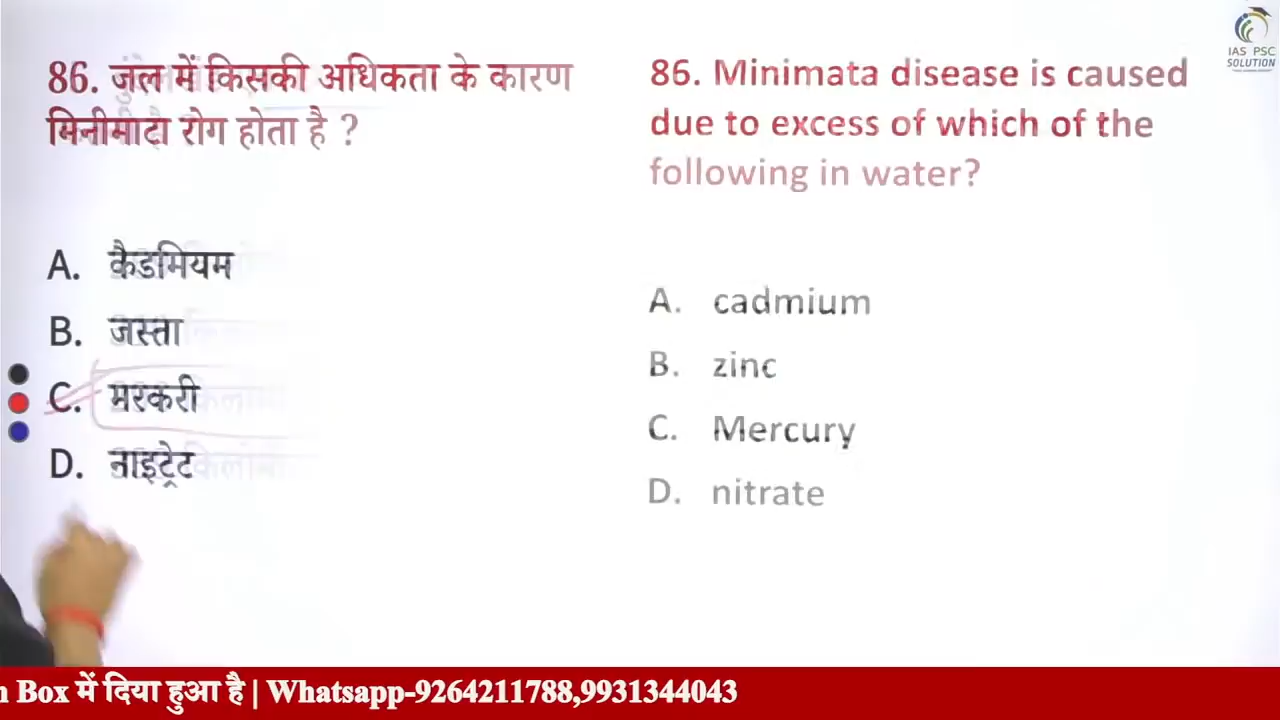 86. जल में किसकी अधिकता के कारण
मिनीमाटा रोग होता है ?
A. कैडमियम
B. जस्ता
C. मरकरी
D. नाइट्रेट
86. Minimata disease is caused
due to excess of which of the
following in water?
A. cadmium
B. zinc
C. Mercury
D. nitrate
IAS PSC
SOLUTION
Box में दिया हुआ है | Whatsapp-9264211788,9931344043